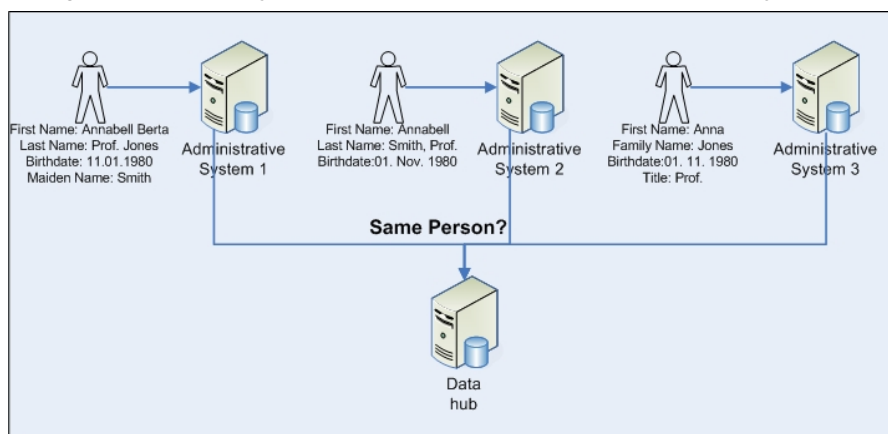 First Name: Annabell Berta
Last Name: Prof. Jones
Birthdate: 11.01.1980
Maiden Name: Smith
Administrative
System 1
First Name: Annabell
Last Name: Smith, Prof.
Birthdate:01. Nov. 1980
Administrative
System 2
First Name: Anna
Family Name: Jones
Birthdate:01. 11. 1980
Title: Prof.
Administrative
System 3
Same Person?
Data
hub